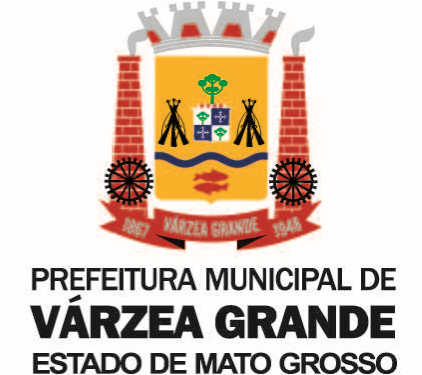 1867 VÁRZEA GRANDE 1948
PREFEITURA MUNICIPAL DE
VÁRZEA GRANDE
ESTADO DE MATO GROSSO